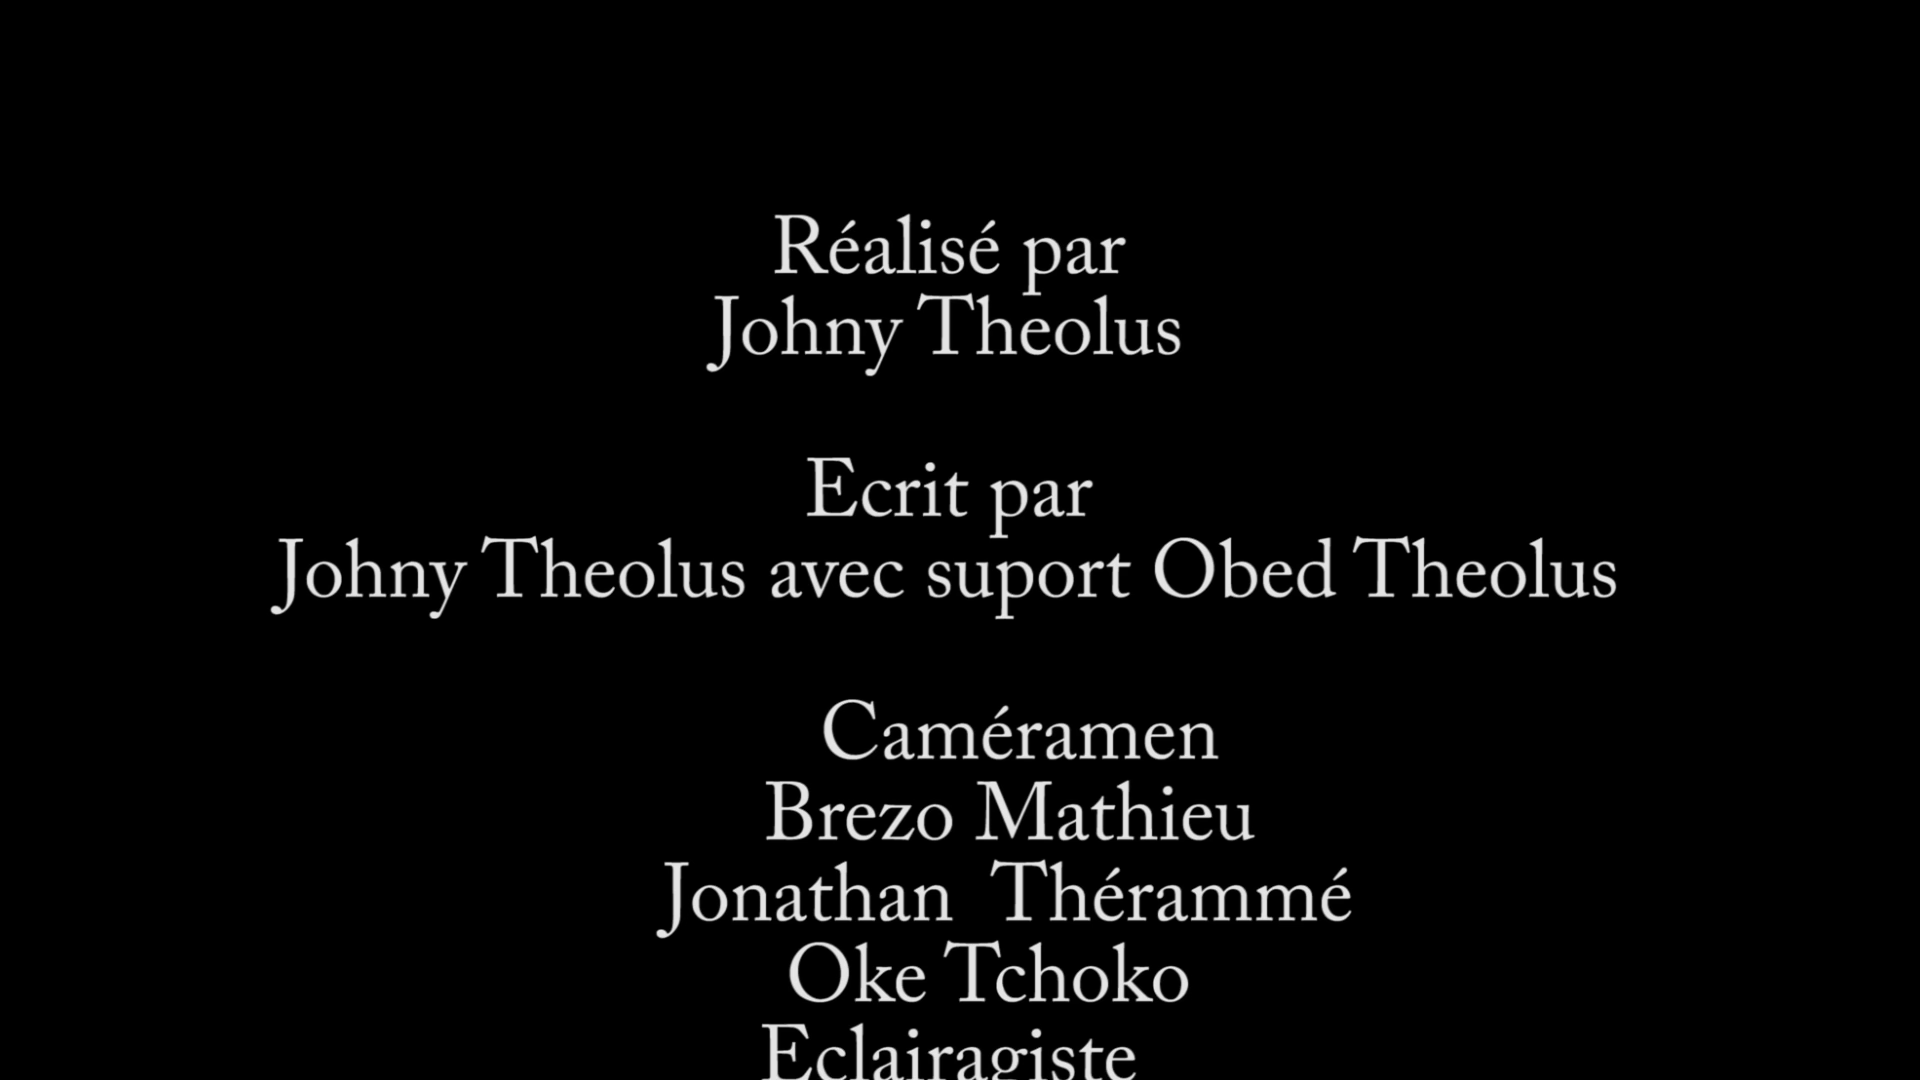 Réalisé par
Johny Theolus
Ecrit par
Johny Theolus avec suport Obed Theolus
Caméramen
Brezo Mathieu
Jonathan Thérammé
Oke Tchoko
Eclairagiste